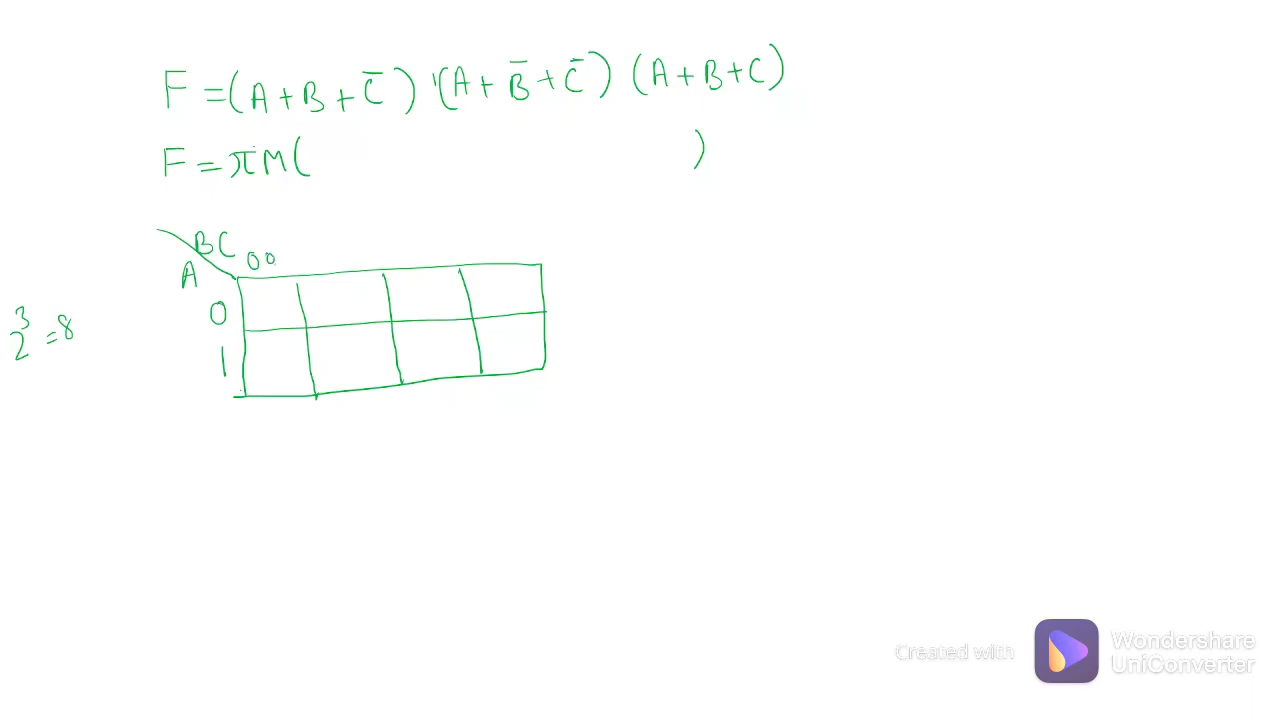 F = (A + B + C̅) (A + B̅ + C̅) (A + B + C)
F = πM( )
BC
00
A
0
1
2³ = 8
Created with Wondershare UniConverter